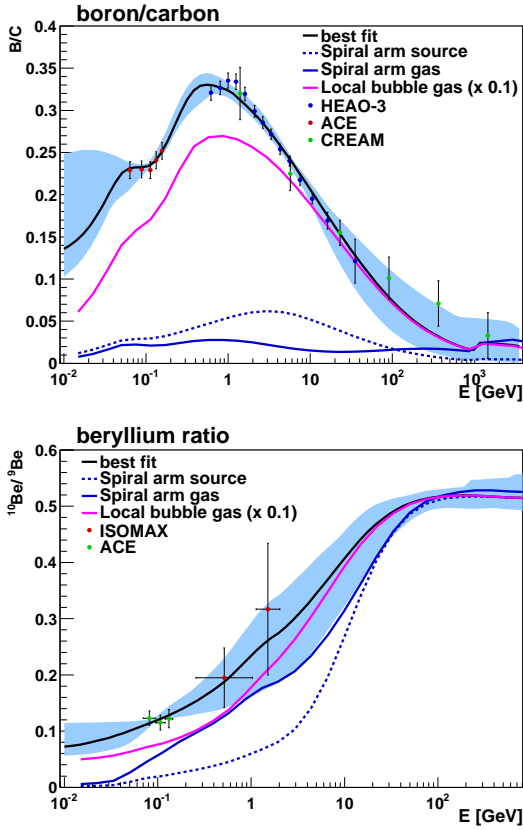 boron/carbon
B/C
0.4
0.35
0.3
0.25
0.2
0.15
0.1
0.05
0
best fit
Spiral arm source
Spiral arm gas
Local bubble gas (x 0.1)
HEAO-3
ACE
CREAM
10⁻² 10⁻¹ 1 10 10² 10³
E [GeV]
beryllium ratio
¹⁰Be/ ⁹Be
0.6
0.5
0.4
0.3
0.2
0.1
0
best fit
Spiral arm source
Spiral arm gas
Local bubble gas (x 0.1)
ISOMAX
ACE
10⁻² 10⁻¹ 1 10 10²
E [GeV]